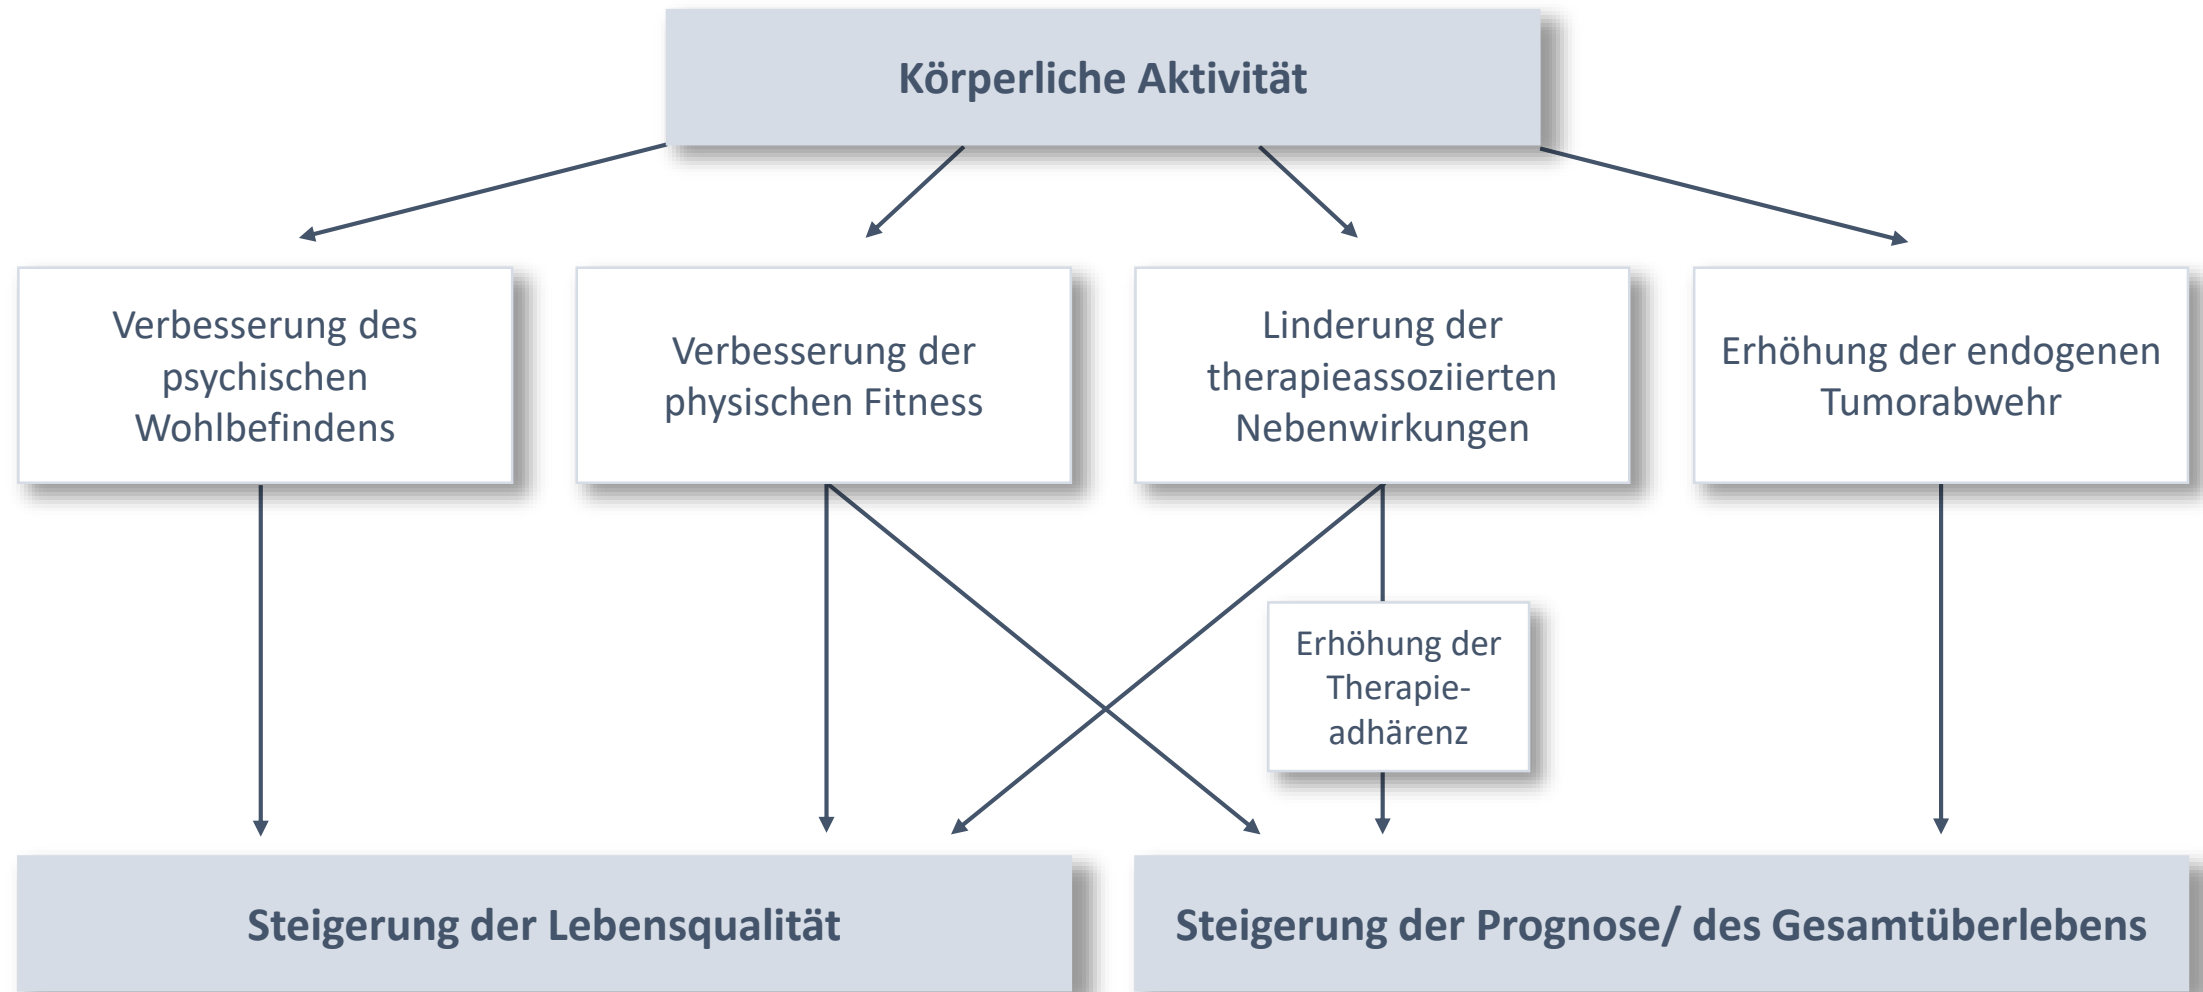 Körperliche Aktivität
Verbesserung des
psychischen
Wohlbefindens
Verbesserung der
physischen Fitness
Linderung der
therapieassoziierten
Nebenwirkungen
Erhöhung der endogenen
Tumorabwehr
Erhöhung der
Therapie-
adhärenz
Steigerung der Lebensqualität
Steigerung der Prognose/ des Gesamtüberlebens